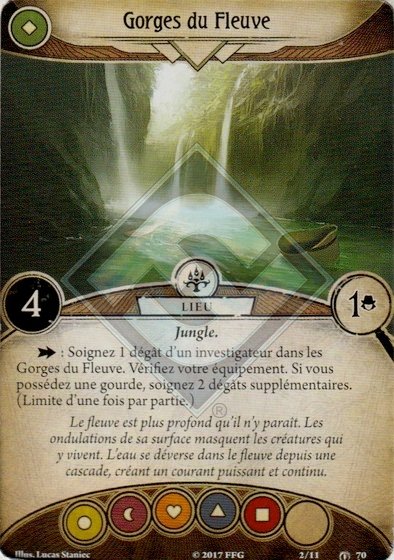 Gorges du Fleuve
4
LIEU
1
Jungle.
: Soignez 1 dégât d'un investigateur dans les
Gorges du Fleuve. Vérifiez votre équipement. Si vous
possédez une gourde, soignez 2 dégâts supplémentaires.
(Limite d'une fois par partie.)
Le fleuve est plus profond qu'il n'y paraît. Les
ondulations de sa surface masquent les créatures qui
y vivent. L'eau se déverse dans le fleuve depuis une
cascade, créant un courant puissant et continu.
Illus. Lucas Staniec
© 2017 FFG
2/11
70